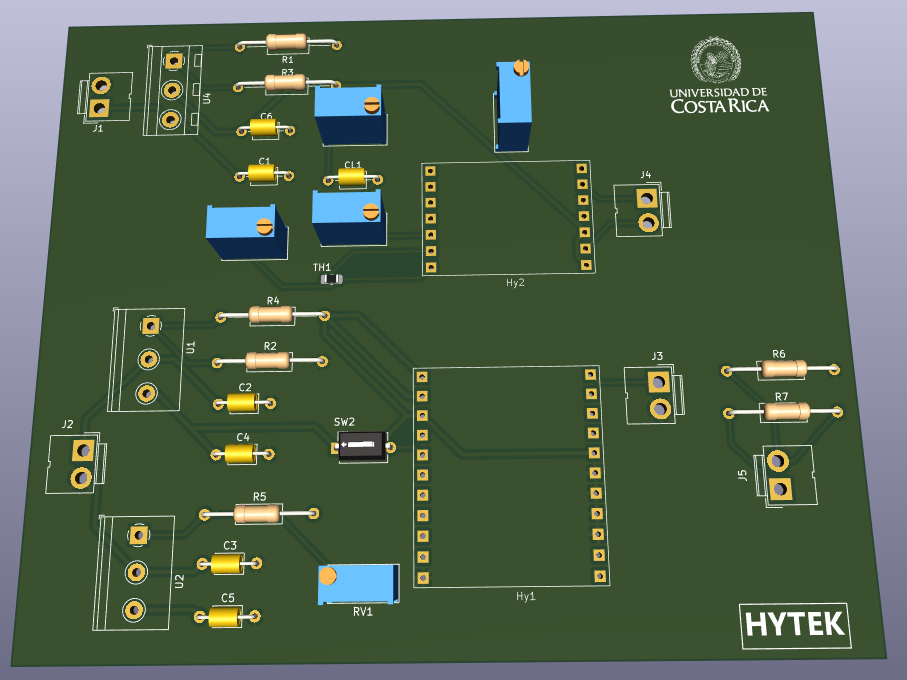 R1
R3
U4
J1
C6
UNIVERSIDAD DE
COSTA RICA
C1
CL1
J4
TH1
Hy2
R4
U1
R2
J3
R6
C2
R7
J2
SW2
C4
J5
R5
C3
U2
C5
RV1
Hy1
HYTEK